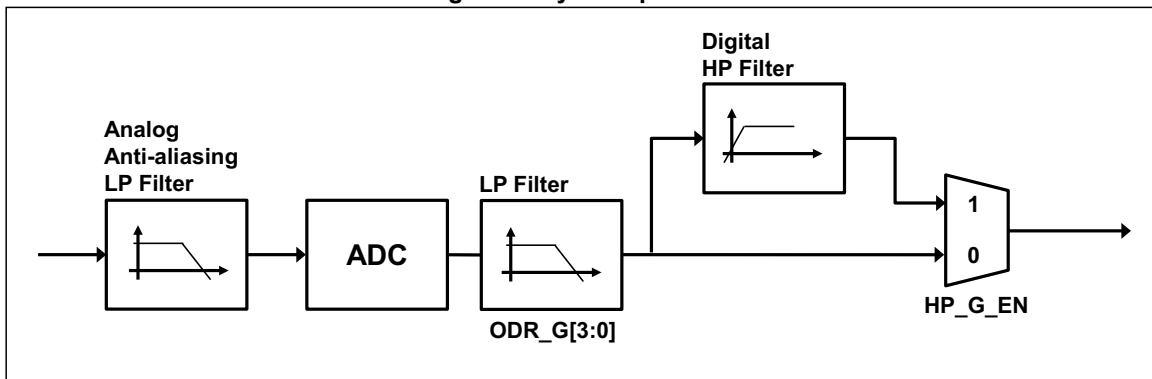 Digital
HP Filter
Analog
Anti-aliasing
LP Filter
LP Filter
ADC
1
0
HP_G_EN
ODR_G[3:0]